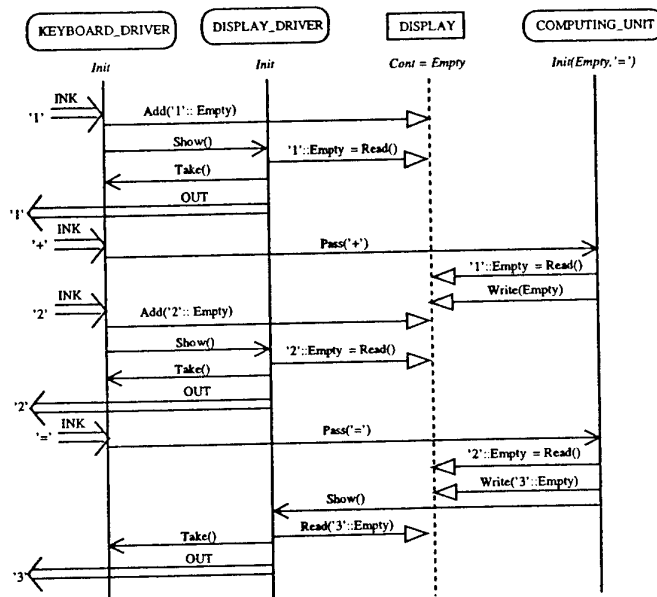 KEYBOARD_DRIVER DISPLAY_DRIVER DISPLAY COMPUTING_UNIT
Init Init Cont = Empty Init(Empty,'=')
INK
'1' Add('1':: Empty)
Show() '1'::Empty = Read()
Take()
OUT
'1'
INK
'+' Pass('+')
'1'::Empty = Read()
INK Write(Empty)
'2' Add('2':: Empty)
Show() '2'::Empty = Read()
Take()
OUT
'2'
INK
'=' Pass('=')
'2'::Empty = Read()
Write('3'::Empty)
Show()
Take() Read('3'::Empty)
OUT
'3'